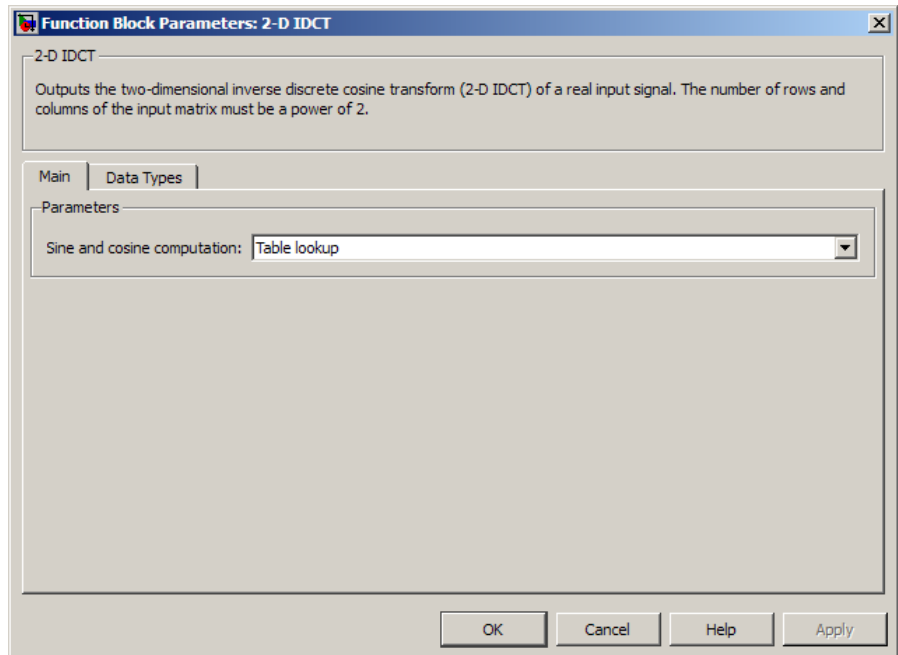 Function Block Parameters: 2-D IDCT
2-D IDCT
Outputs the two-dimensional inverse discrete cosine transform (2-D IDCT) of a real input signal. The number of rows and
columns of the input matrix must be a power of 2.
Main Data Types
Parameters
Sine and cosine computation: Table lookup
OK Cancel Help Apply